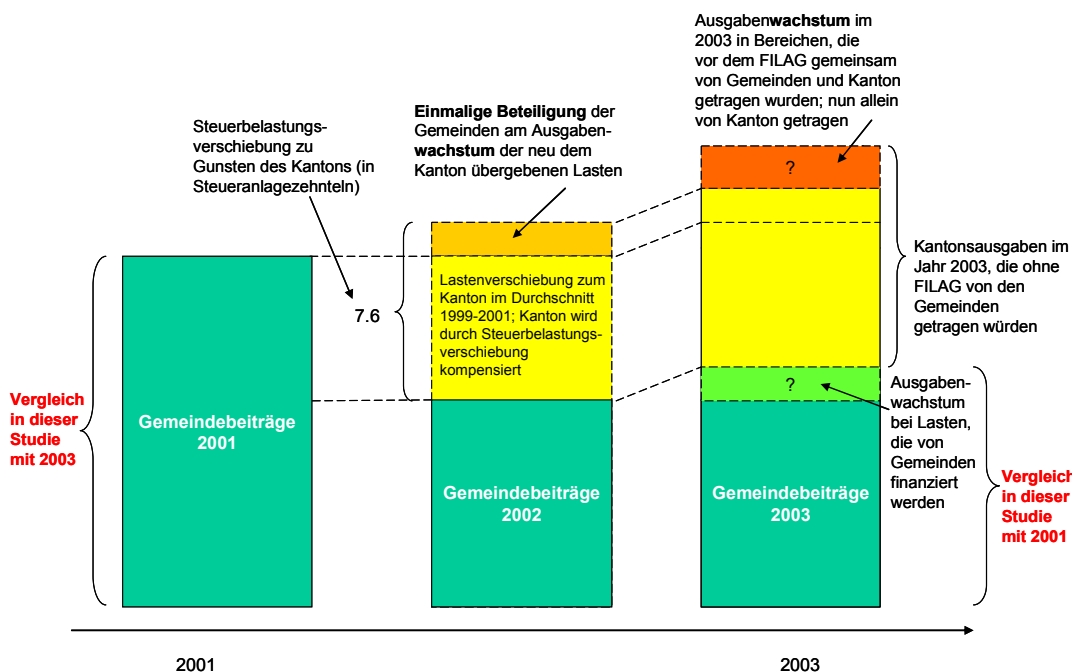 Ausgabenwachstum im
2003 in Bereichen, die
vor dem FILAG gemeinsam
von Gemeinden und Kanton
getragen wurden; nun allein
von Kanton getragen
Einmalige Beteiligung der
Gemeinden am Ausgaben-
wachstum der neu dem
Kanton übergebenen Lasten
Steuerbelastungs-
verschiebung zu
Gunsten des Kantons (in
Steueranlagezehnteln)
?
Kantonsausgaben im
Jahr 2003, die ohne
FILAG von den
Gemeinden
getragen würden
7.6
Lastenverschiebung zum
Kanton im Durchschnitt
1999-2001; Kanton wird
durch Steuerbelastungs-
verschiebung
kompensiert
?
Ausgaben-
wachstum
bei Lasten,
die von
Gemeinden
finanziert
werden
Vergleich
in dieser
Studie
mit 2003
Gemeindebeiträge
2001
Gemeindebeiträge
2002
Gemeindebeiträge
2003
Vergleich
in dieser
Studie
mit 2001
2001
2003